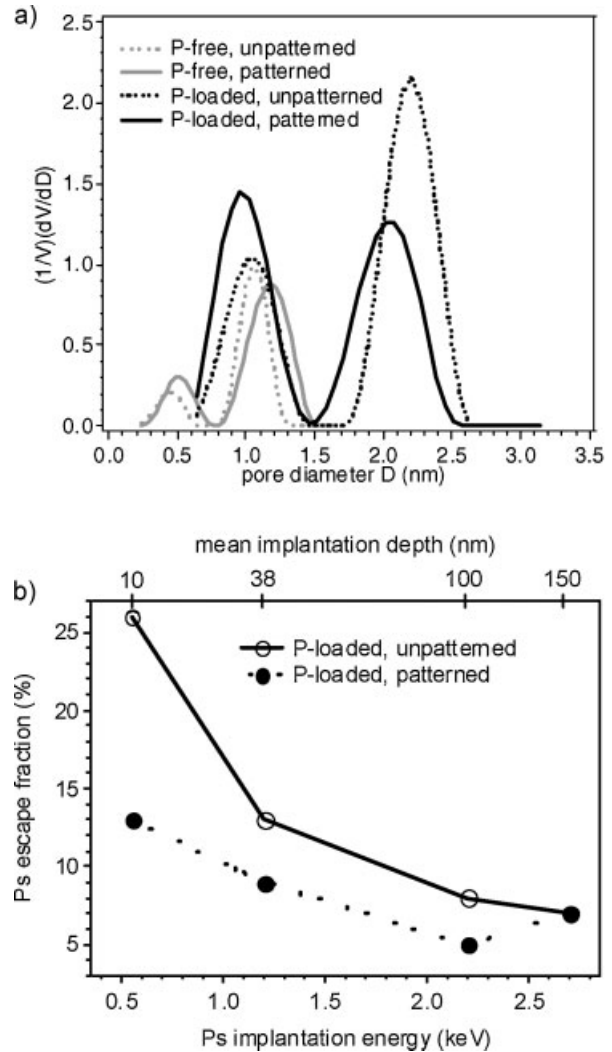 a)
2.5
2.0
1.5
1.0
0.5
0.0
(1/V)(dV/dD)
P-free, unpatterned
P-free, patterned
P-loaded, unpatterned
P-loaded, patterned
0.0 0.5 1.0 1.5 2.0 2.5 3.0 3.5
pore diameter D (nm)
mean implantation depth (nm)
b)
10 38 100 150
25
20
15
10
5
Ps escape fraction (%)
P-loaded, unpatterned
P-loaded, patterned
0.5 1.0 1.5 2.0 2.5
Ps implantation energy (keV)